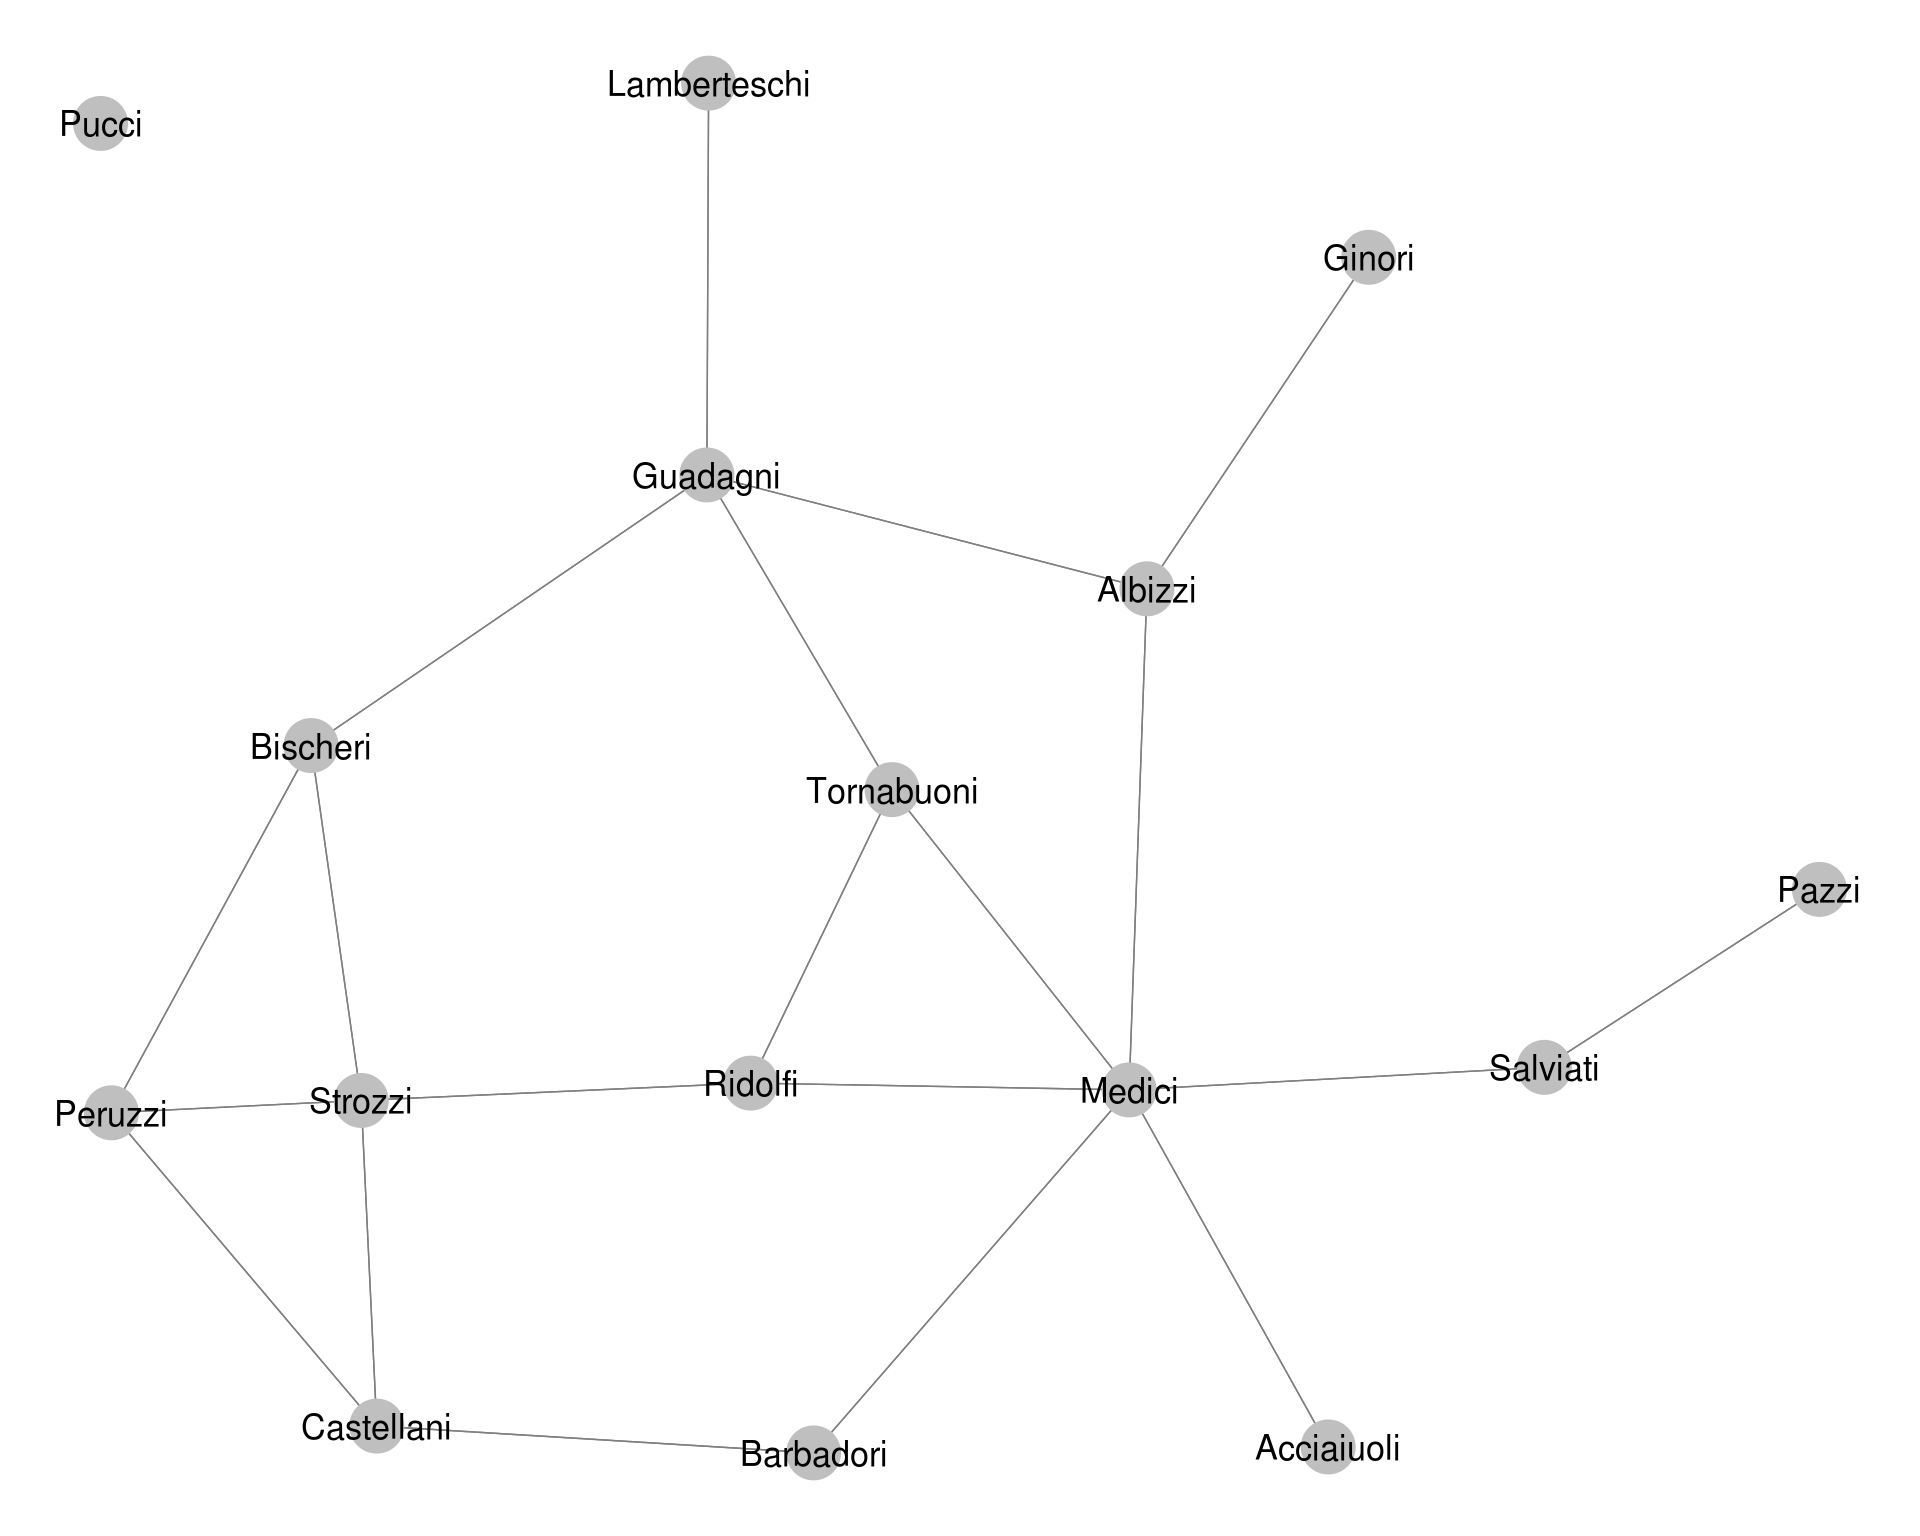 Lamberteschi
Pucci
Ginori
Guadagni
Albizzi
Bischeri
Tornabuoni
Pazzi
Salviati
Ridolfi
Medici
Strozzi
Peruzzi
Castellani
Acciaiuoli
Barbadori